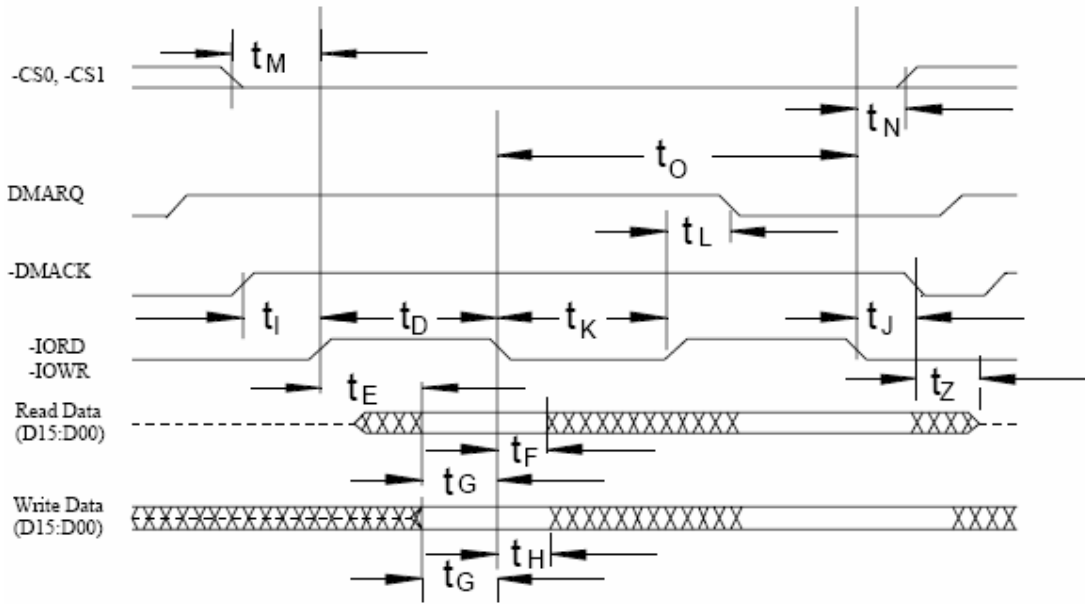 tM
-CS0, -CS1
tN
tO
DMARQ
tL
-DMACK
tI
tD
tK
tJ
-IORD
-IOWR
tE
tZ
Read Data
(D15:D00)
tF
tG
Write Data
(D15:D00)
tH
tG